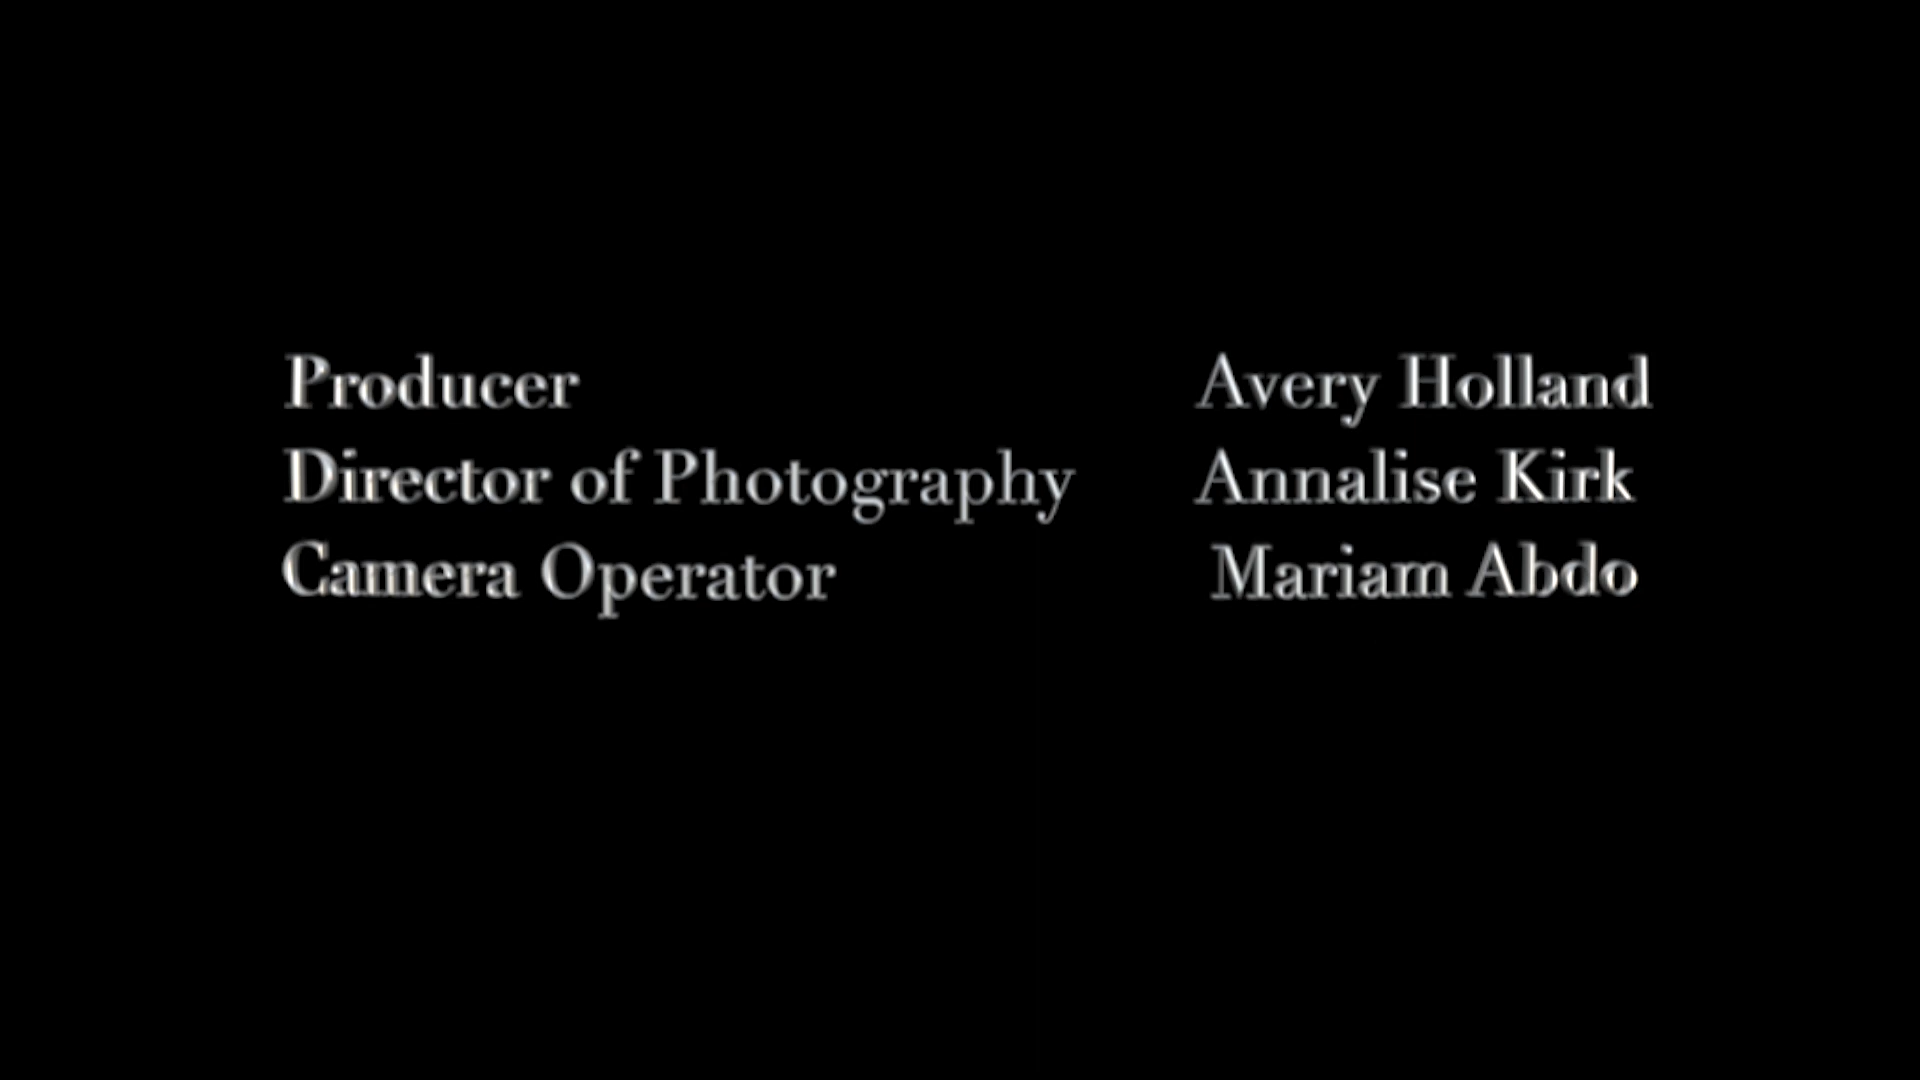 Producer Avery Holland
Director of Photography Annalise Kirk
Camera Operator Mariam Abdo